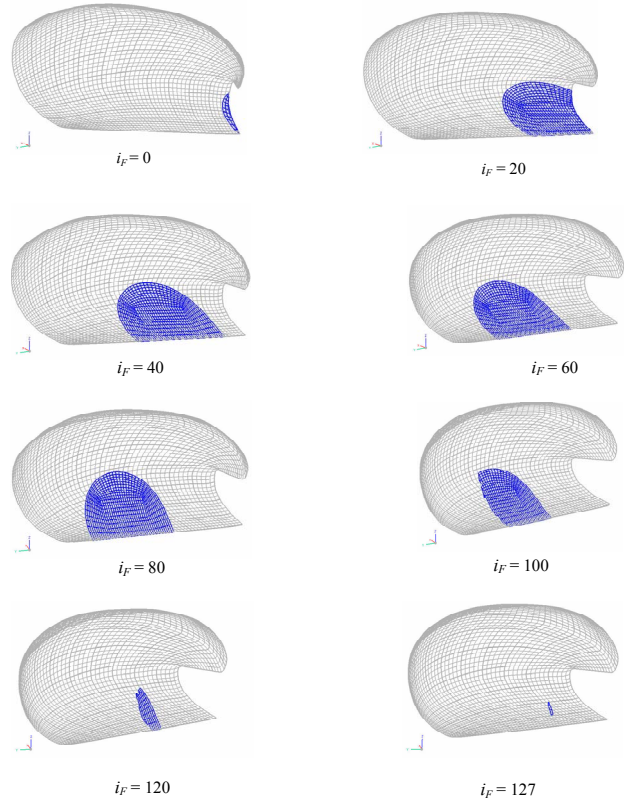 i_F = 0
i_F = 20
i_F = 40
i_F = 60
i_F = 80
i_F = 100
i_F = 120
i_F = 127